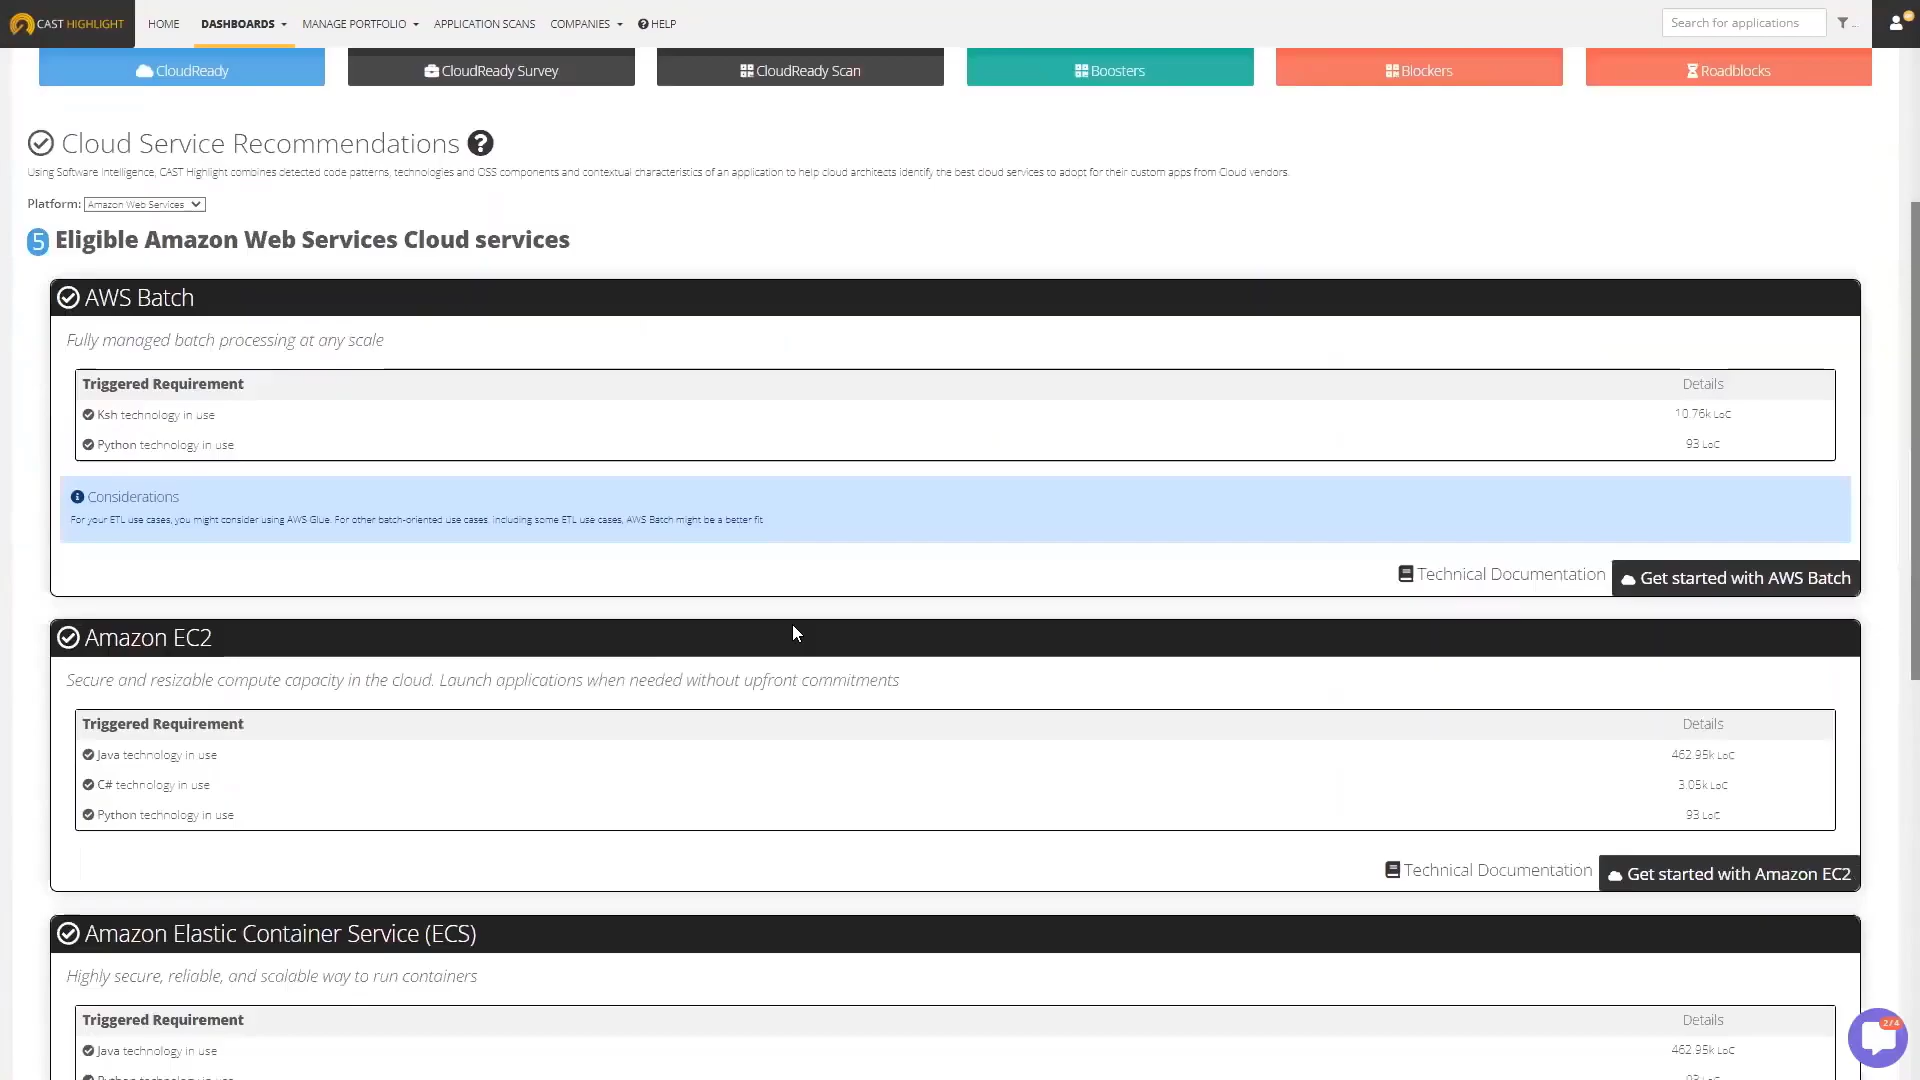 CAST HIGHLIGHT HOME DASHBOARDS MANAGE PORTFOLIO APPLICATION SCANS COMPANIES HELP Search for applications
CloudReady CloudReady Survey CloudReady Scan Boosters Blockers Roadblocks
Cloud Service Recommendations
Using Software Intelligence, CAST Highlight combines detected code patterns, technologies and OSS components and contextual characteristics of an application to help cloud architects identify the best cloud services to adopt for their custom apps from Cloud vendors.
Platform: Amazon Web Services
5 Eligible Amazon Web Services Cloud services
AWS Batch
Fully managed batch processing at any scale
Triggered Requirement Details
Ksh technology in use 10.76k LoC
Python technology in use 93 LoC
Considerations
For your ETL use cases, you might consider using AWS Glue. For other batch-oriented use cases, including some ETL use cases, AWS Batch might be a better fit
Technical Documentation Get started with AWS Batch
Amazon EC2
Secure and resizable compute capacity in the cloud. Launch applications when needed without upfront commitments
Triggered Requirement Details
Java technology in use 462.95k LoC
C# technology in use 3.05k LoC
Python technology in use 93 LoC
Technical Documentation Get started with Amazon EC2
Amazon Elastic Container Service (ECS)
Highly secure, reliable, and scalable way to run containers
Triggered Requirement Details
Java technology in use 462.95k LoC
Python technology in use 93 LoC
2/4